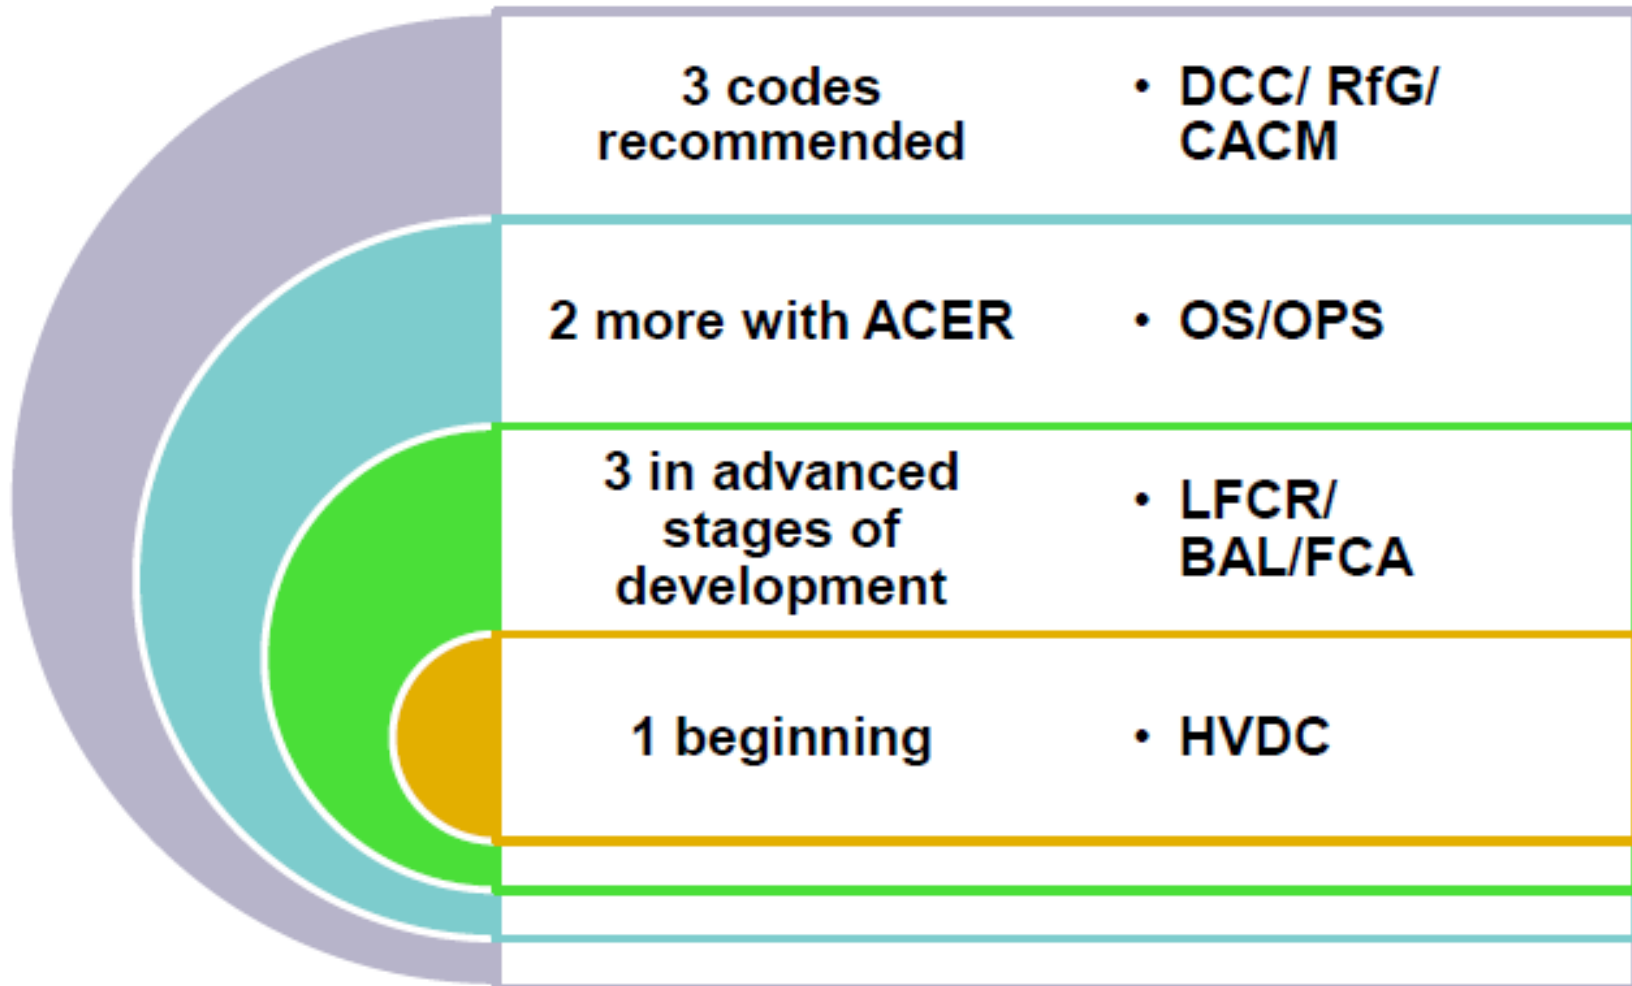 3 codes
recommended
• DCC/ RfG/
CACM
2 more with ACER
• OS/OPS
3 in advanced
stages of
development
• LFCR/
BAL/FCA
1 beginning
• HVDC